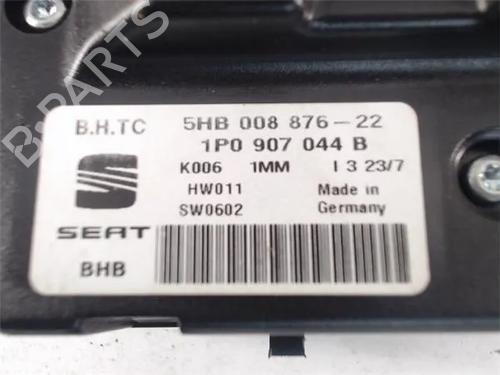 B.H.TC 5HB 008 876-22
1P0 907 044 B
K006 1MM I 3 23/7
HW011 Made in
SW0602 Germany
SEAT
BHB
B-PARTS